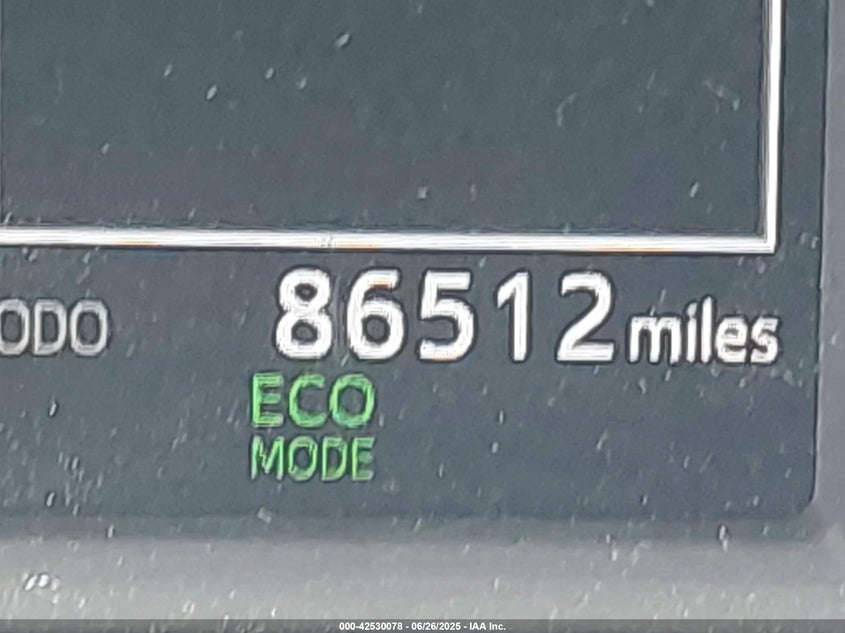 ODO 86512 miles
ECO
MODE
000-42530078 - 06/26/2025 - IAA Inc.